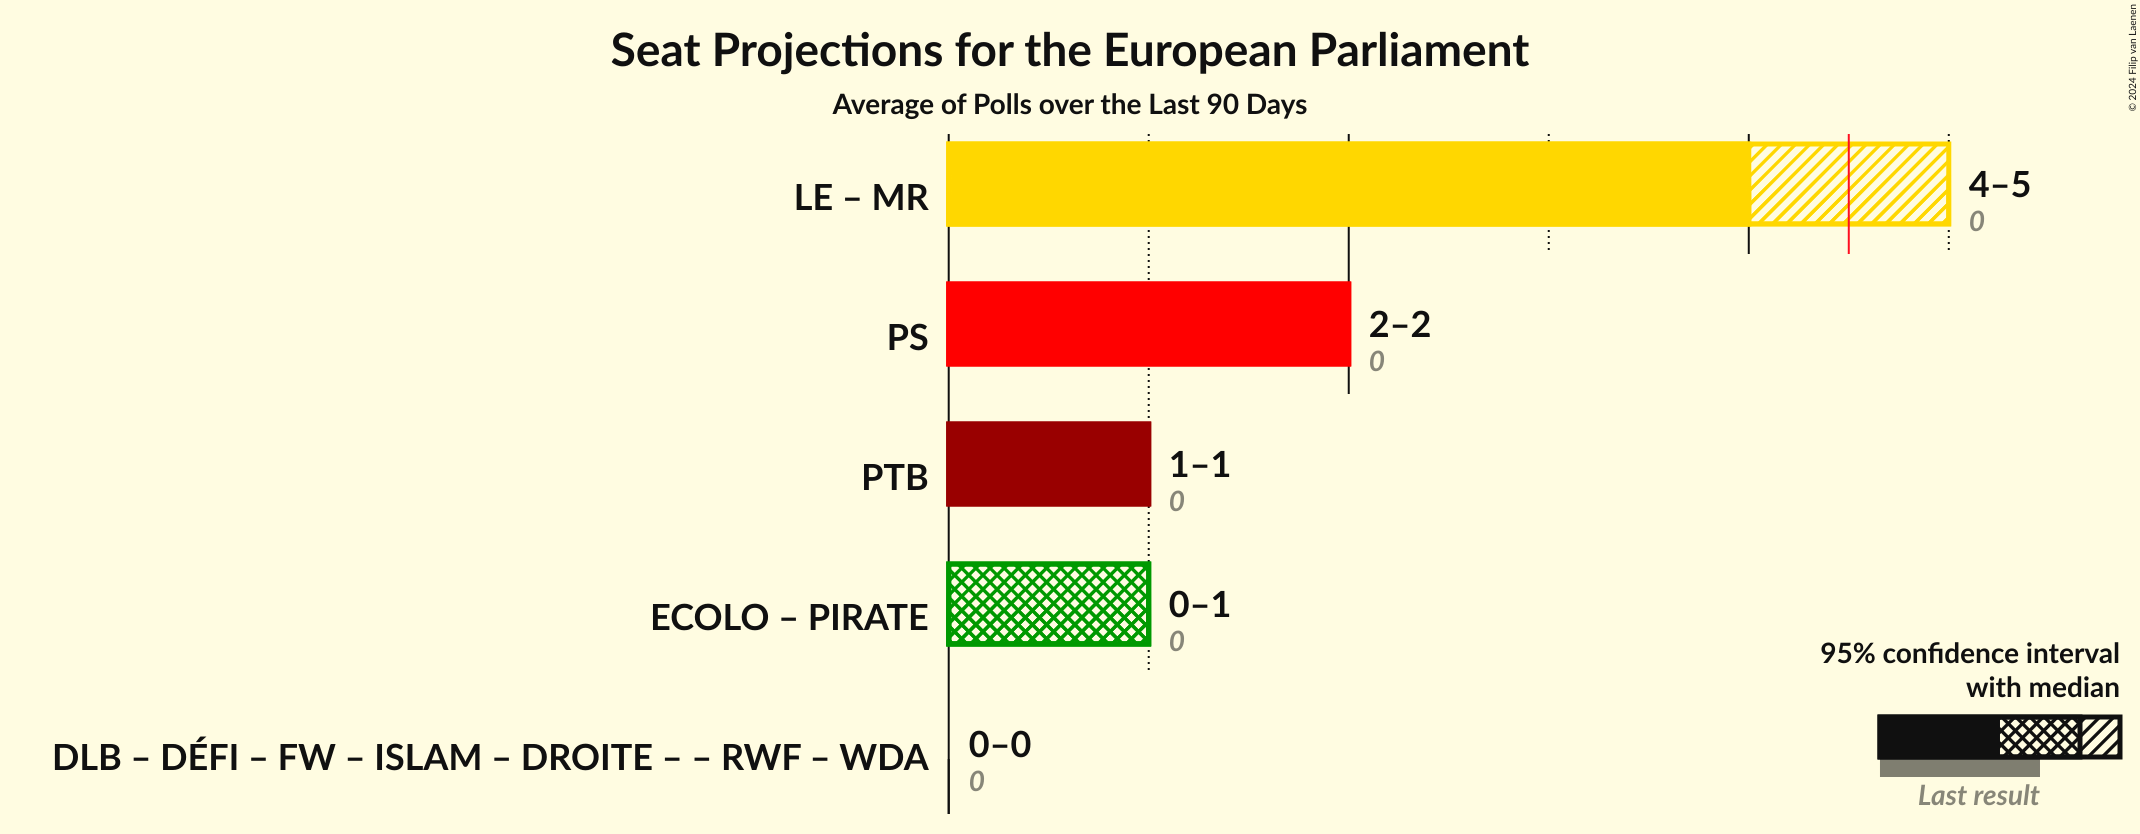 Seat Projections for the European Parliament
Average of Polls over the Last 90 Days
LE – MR
4–5
0
PS
2–2
0
PTB
1–1
0
ECOLO – PIRATE
0–1
0
DLB – DÉFI – FW – ISLAM – DROITE – – RWF – WDA
0–0
0
95% confidence interval
with median
Last result
© 2024 Filip van Laenen